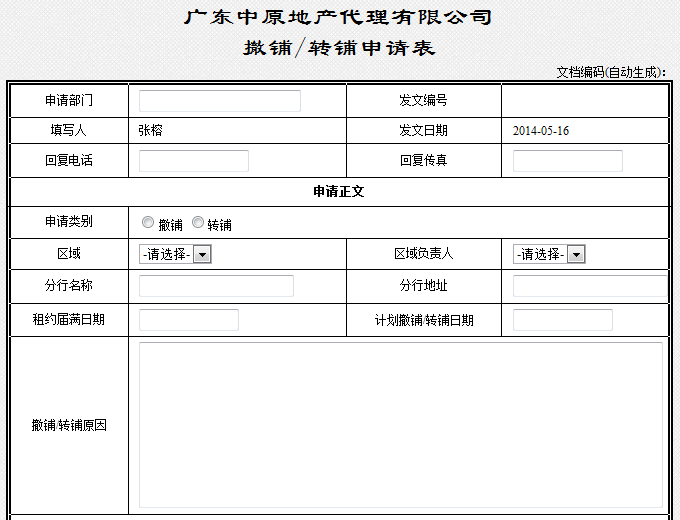 广东中原地产代理有限公司
撤铺/转铺申请表
文档编码(自动生成):
申请部门 发文编号
填写人 张榕 发文日期 2014-05-16
回复电话 回复传真
申请正文
申请类别 撤铺 转铺
区域 -请选择- 区域负责人 -请选择-
分行名称 分行地址
租约届满日期 计划撤铺/转铺日期
撤铺/转铺原因